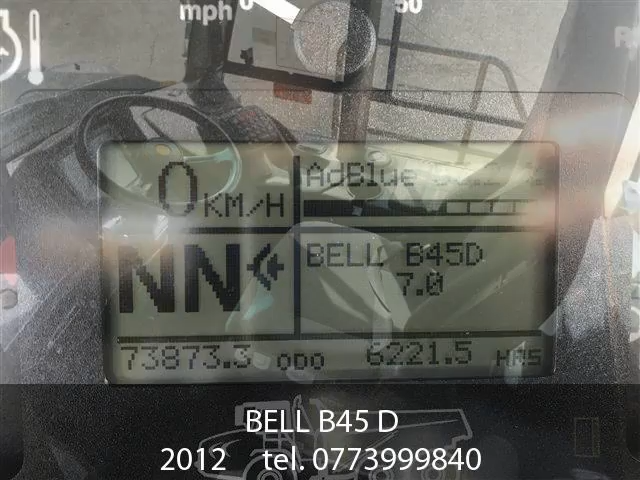 mph 0 50
0 KM/H AdBlue
NN BELL B45D
7.0
73873.3 ODO 6221.5 HRS
BELL B45 D
2012 tel. 0773999840